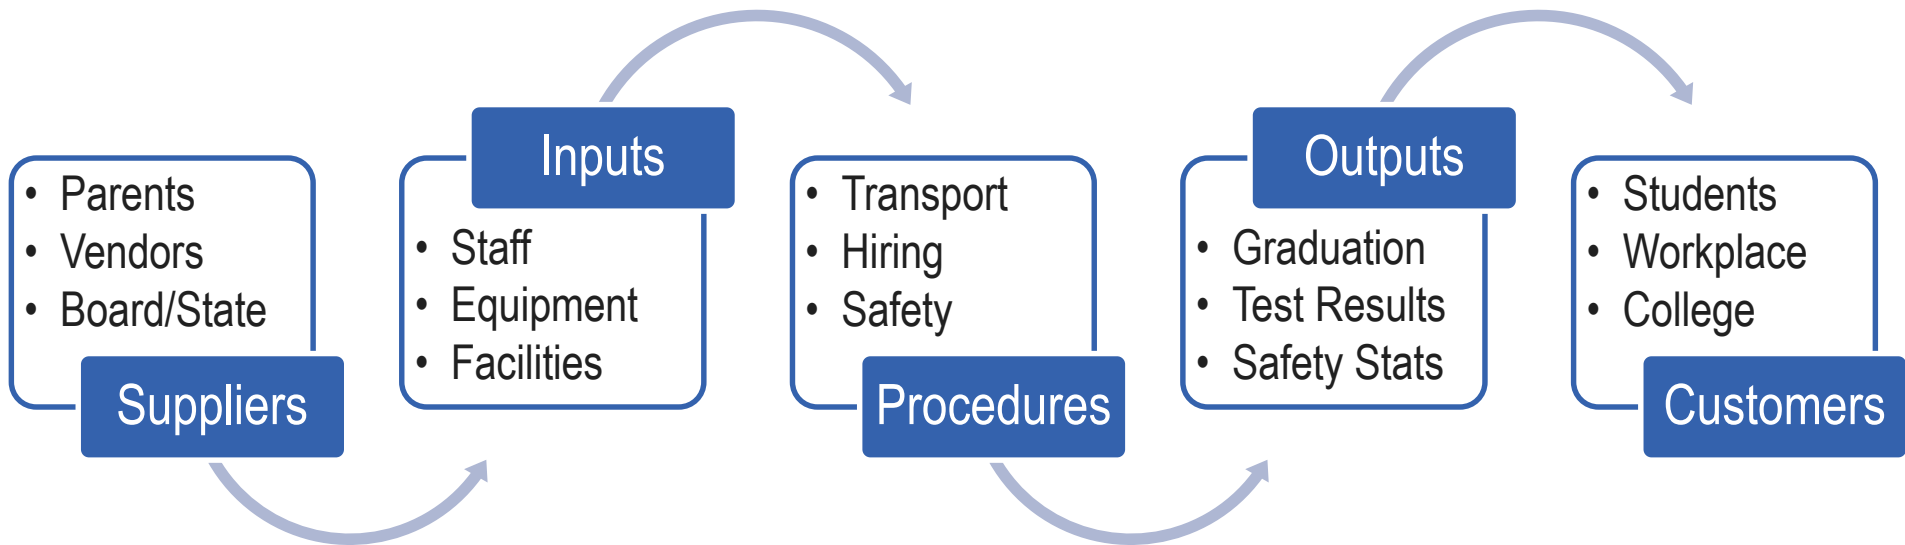 • Parents
• Vendors
• Board/State
Suppliers
Inputs
• Staff
• Equipment
• Facilities
• Transport
• Hiring
• Safety
Procedures
Outputs
• Graduation
• Test Results
• Safety Stats
• Students
• Workplace
• College
Customers